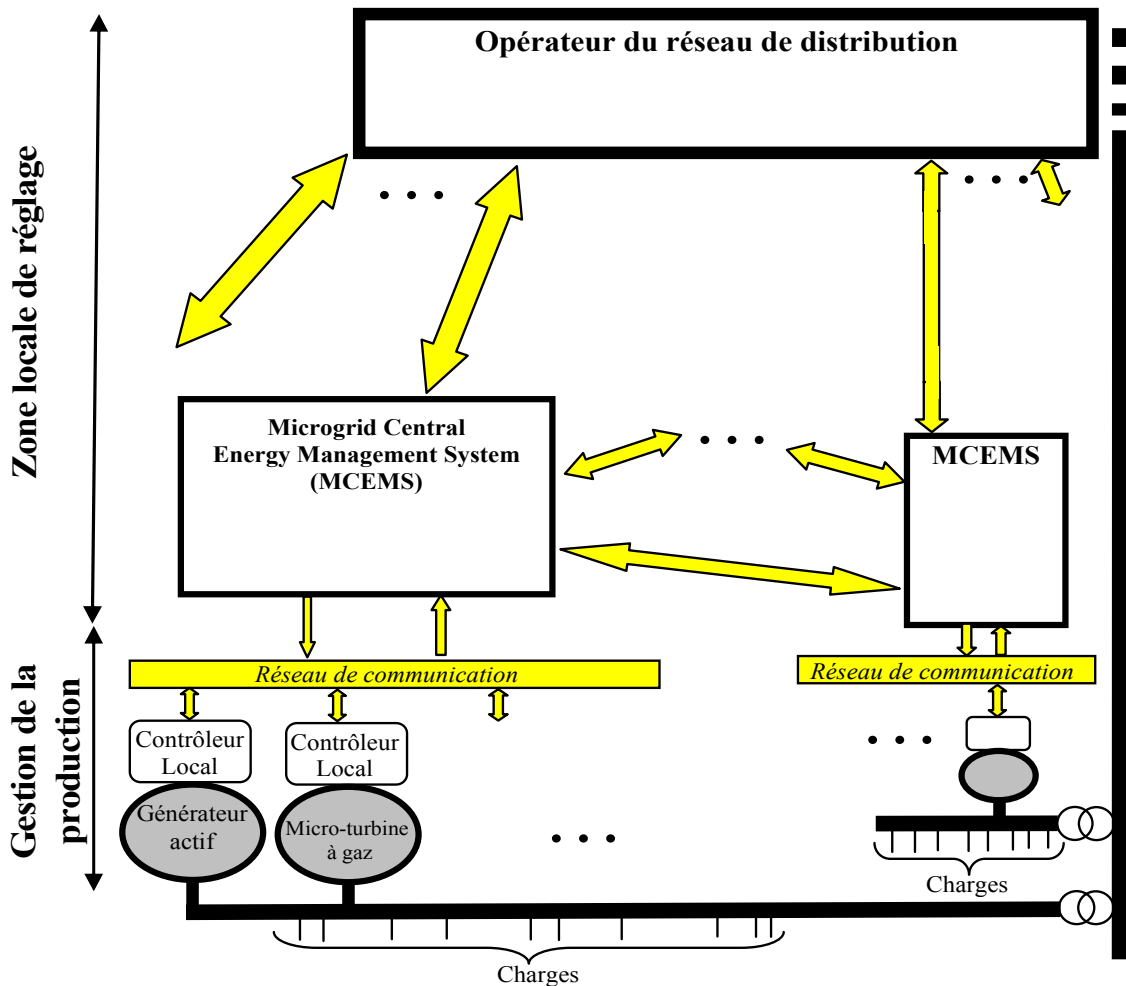 Opérateur du réseau de distribution
Zone locale de réglage
Microgrid Central
Energy Management System
(MCEMS)
MCEMS
Gestion de la
production
Réseau de communication
Réseau de communication
Contrôleur
Local
Contrôleur
Local
Générateur
actif
Micro-turbine
à gaz
Charges
Charges